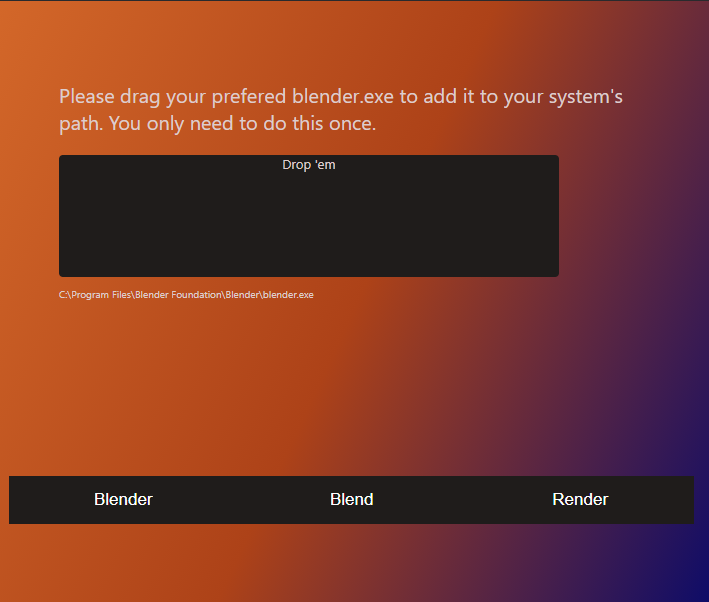 Please drag your prefered blender.exe to add it to your system's
path. You only need to do this once.
Drop 'em
C:\Program Files\Blender Foundation\Blender\blender.exe
Blender Blend Render